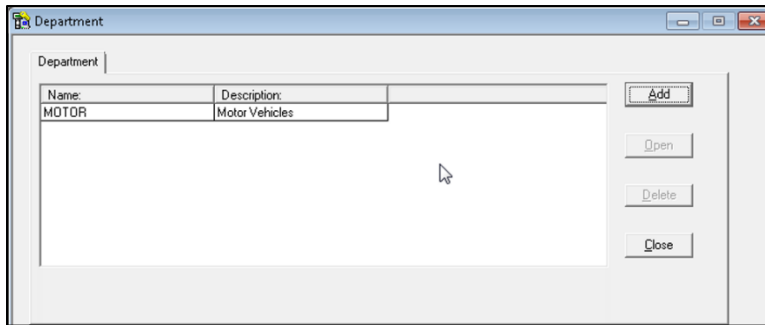 Department
Department
Name: Description:
MOTOR Motor Vehicles
Add
Open
Delete
Close